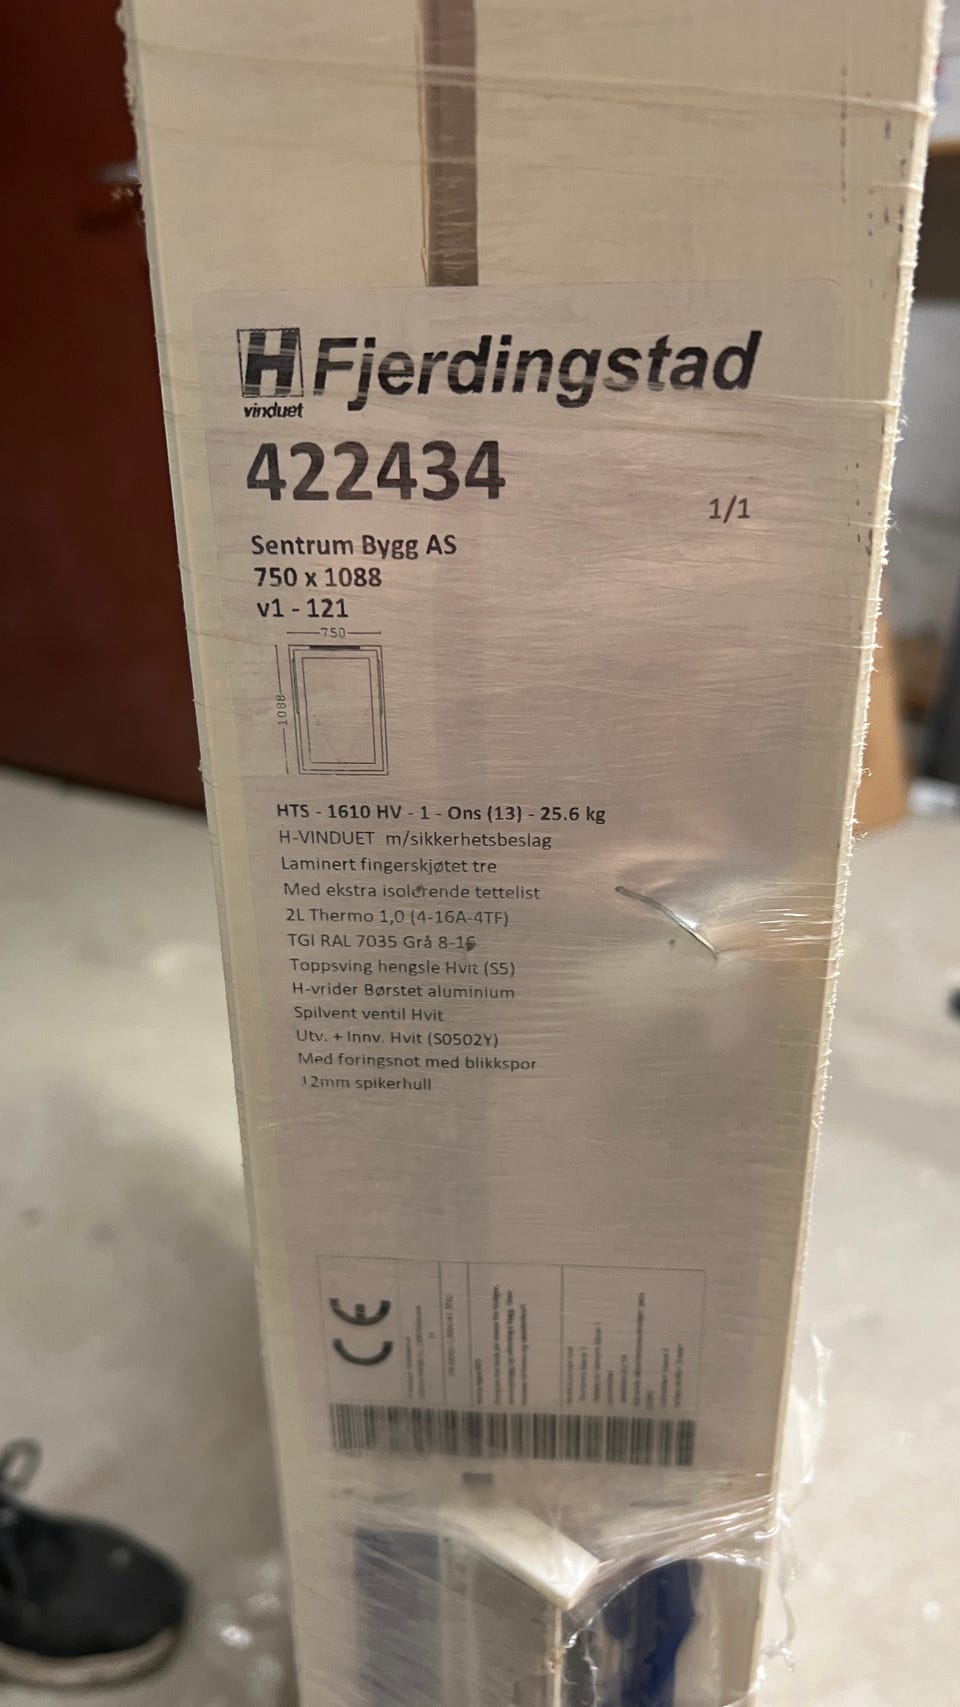 H Fjerdingstad
vinduet
422434
1/1
Sentrum Bygg AS
750 x 1088
v1 - 121
750
1088
HTS - 1610 HV - 1 - Ons (13) - 25.6 kg
H-VINDUET m/sikkerhetsbeslag
Laminert fingerskjøtet tre
Med ekstra isolerende tettelist
2L Thermo 1,0 (4-16A-4TF)
TGI RAL 7035 Grå 8-16
Toppsving hengsle Hvit (S5)
H-vrider Børstet aluminium
Spilvent ventil Hvit
Utv. + Innv. Hvit (S0502Y)
Med foringsnot med blikkspor
12mm spikerhull
CE